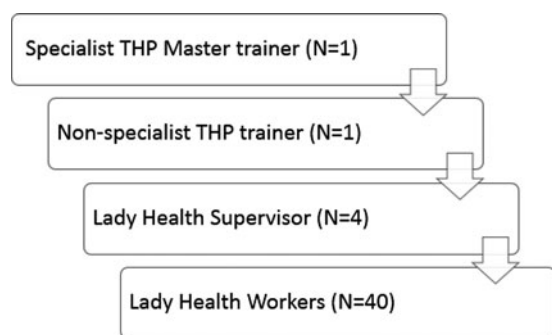 Specialist THP Master trainer (N=1)
Non-specialist THP trainer (N=1)
Lady Health Supervisor (N=4)
Lady Health Workers (N=40)